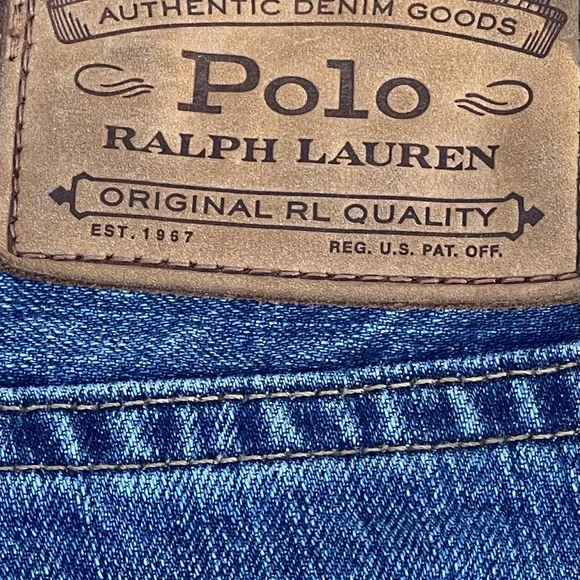 AUTHENTIC DENIM GOODS
Polo
RALPH LAUREN
ORIGINAL RL QUALITY
EST. 1967
REG. U.S. PAT. OFF.